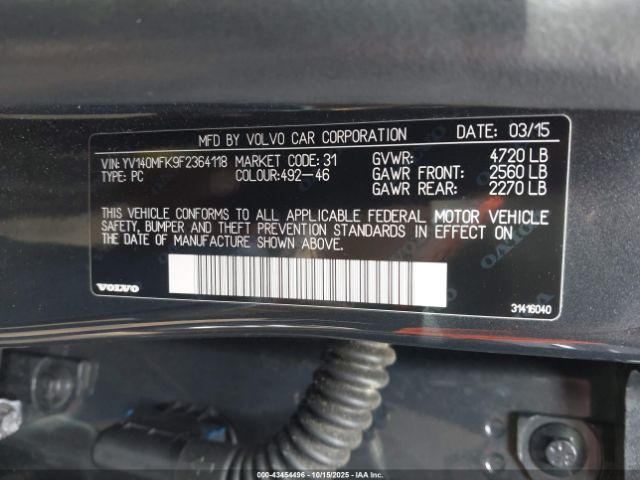 MFD BY VOLVO CAR CORPORATION DATE: 03/15
VIN: YV140MFK9F2364118 MARKET CODE: 31 GVWR: 4720 LB
TYPE: PC COLOUR:492-46 GAWR FRONT: 2560 LB
GAWR REAR: 2270 LB
THIS VEHICLE CONFORMS TO ALL APPLICABLE FEDERAL MOTOR VEHICLE
SAFETY, BUMPER AND THEFT PREVENTION STANDARDS IN EFFECT ON
THE DATE OF MANUFACTURE SHOWN ABOVE.
VOLVO 31416040
000-43454496 - 10/15/2025 - IAA